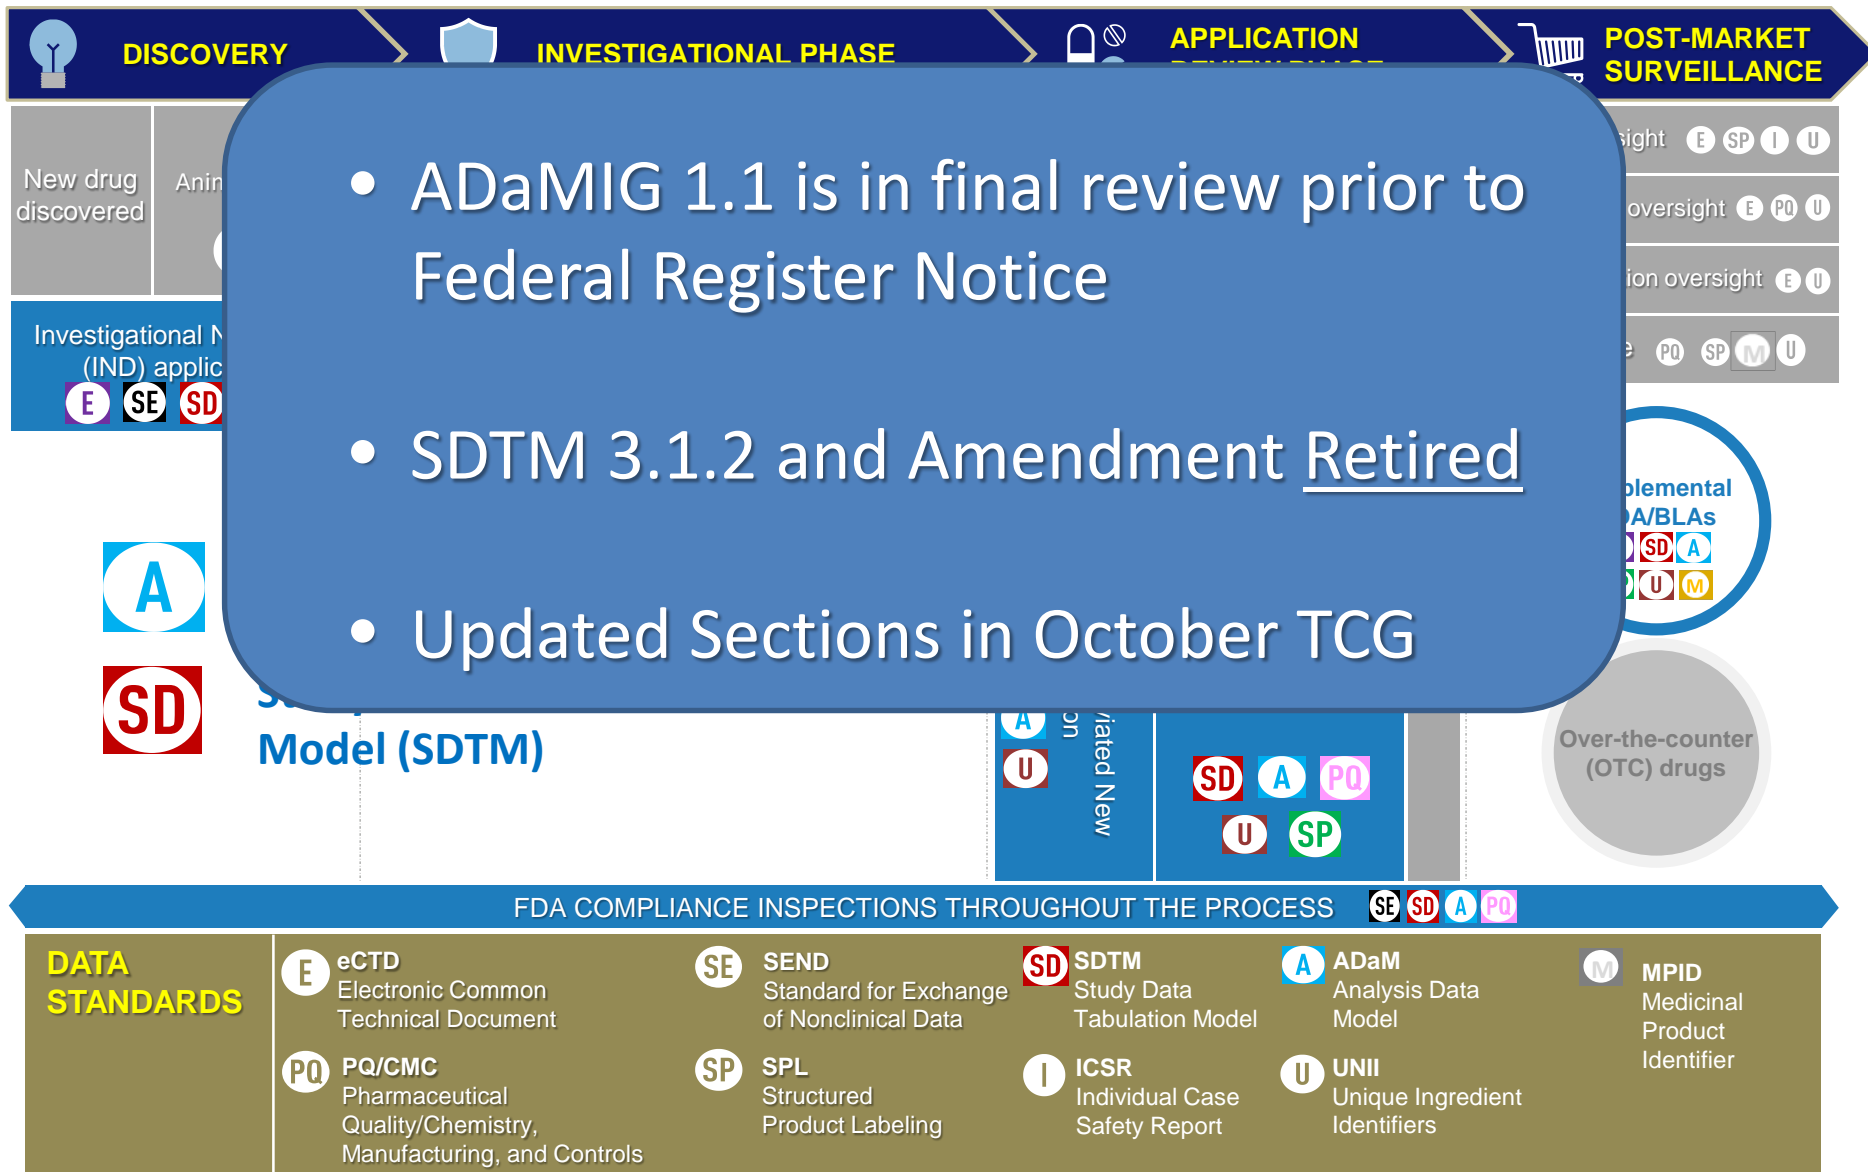 DISCOVERY
INVESTIGATIONAL PHASE
APPLICATION
REVIEW PHASE
POST-MARKET
SURVEILLANCE
New drug
discovered
Investigational
(IND)
E SE SD
• ADaMIG 1.1 is in final review prior to
Federal Register Notice
• SDTM 3.1.2 and Amendment Retired
• Updated Sections in October TCG
E SP I U
oversight E PQ U
oversight E U
PQ SP M U
SD A
U M
A
SD
Model (SDTM)
A
U
New
SD A PQ
U SP
Over-the-counter
(OTC) drugs
FDA COMPLIANCE INSPECTIONS THROUGHOUT THE PROCESS SE SD A PQ
DATA
STANDARDS
E eCTD
Electronic Common
Technical Document
SE SEND
Standard for Exchange
of Nonclinical Data
SD SDTM
Study Data
Tabulation Model
A ADaM
Analysis Data
Model
M MPID
Medicinal
Product
Identifier
PQ PQ/CMC
Pharmaceutical
Quality/Chemistry,
Manufacturing, and Controls
SP SPL
Structured
Product Labeling
I ICSR
Individual Case
Safety Report
U UNII
Unique Ingredient
Identifiers